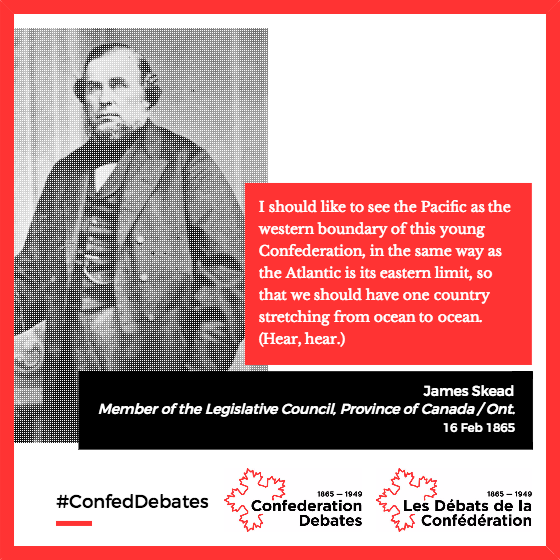 I should like to see the Pacific as the
western boundary of this young
Confederation, in the same way as
the Atlantic is its eastern limit, so
that we should have one country
stretching from ocean to ocean.
(Hear, hear.)
James Skead
Member of the Legislative Council, Province of Canada / Ont.
16 Feb 1865
#ConfedDebates
1865 — 1949
Confederation
Debates
1865 — 1949
Les Débats de la
Confédération